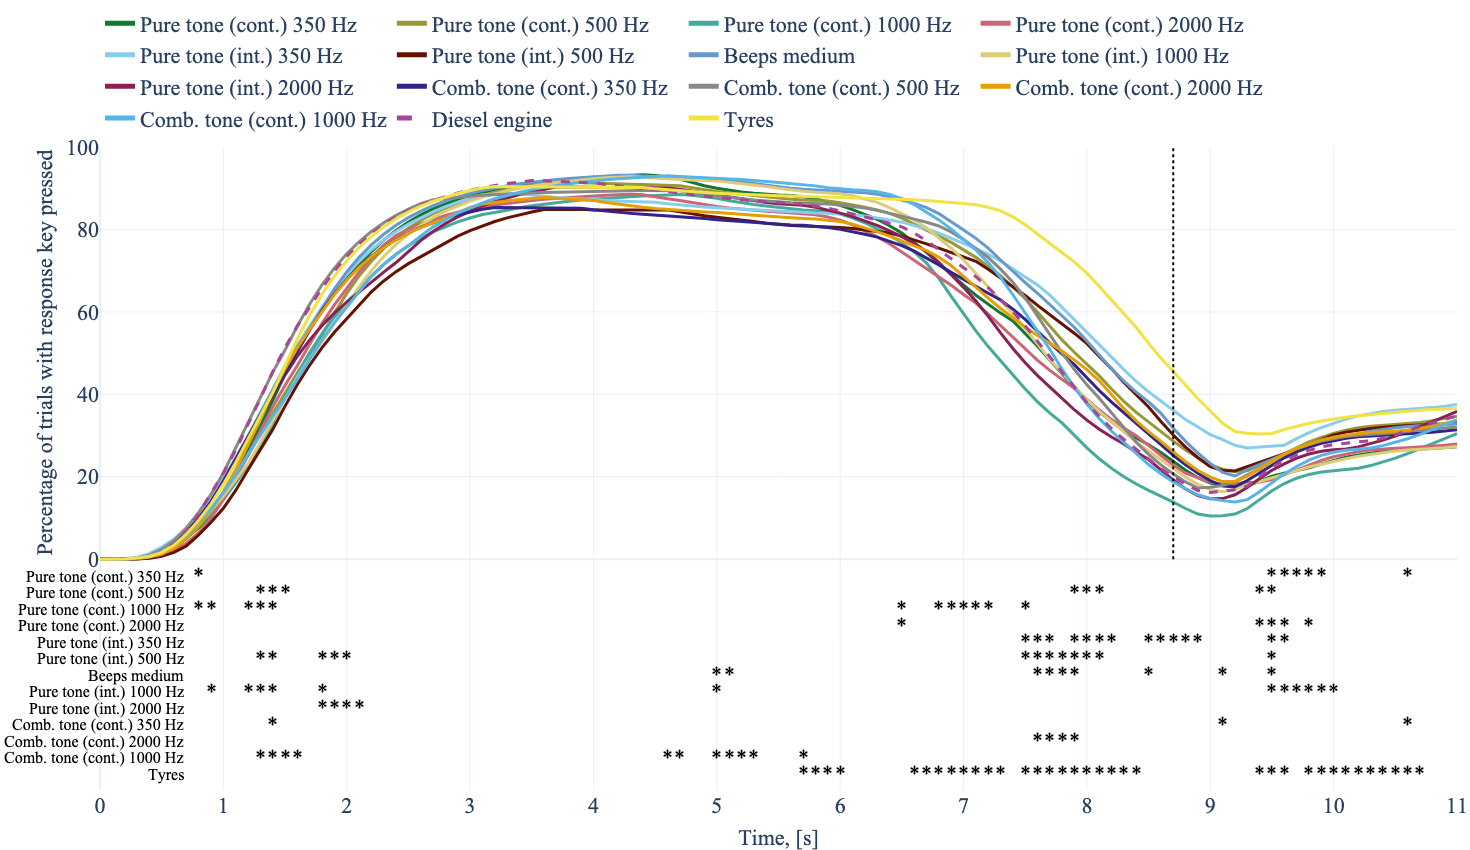 Pure tone (cont.) 350 Hz Pure tone (cont.) 500 Hz Pure tone (cont.) 1000 Hz Pure tone (cont.) 2000 Hz
Pure tone (int.) 350 Hz Pure tone (int.) 500 Hz Beeps medium Pure tone (int.) 1000 Hz
Pure tone (int.) 2000 Hz Comb. tone (cont.) 350 Hz Comb. tone (cont.) 500 Hz Comb. tone (cont.) 2000 Hz
Comb. tone (cont.) 1000 Hz Diesel engine Tyres
Percentage of trials with response key pressed
100
80
60
40
20
0
Pure tone (cont.) 350 Hz * ***** *
Pure tone (cont.) 500 Hz *** *** **
Pure tone (cont.) 1000 Hz ** *** * ***** *
Pure tone (cont.) 2000 Hz * *** *
Pure tone (int.) 350 Hz *** **** ***** **
Pure tone (int.) 500 Hz ** *** ******* *
Beeps medium ** **** * * *
Pure tone (int.) 1000 Hz * *** * * ******
Pure tone (int.) 2000 Hz ****
Comb. tone (cont.) 350 Hz * * *
Comb. tone (cont.) 2000 Hz ****
Comb. tone (cont.) 1000 Hz **** ** **** *
Tyres **** ******** ********** *** **********
0 1 2 3 4 5 6 7 8 9 10 11
Time, [s]